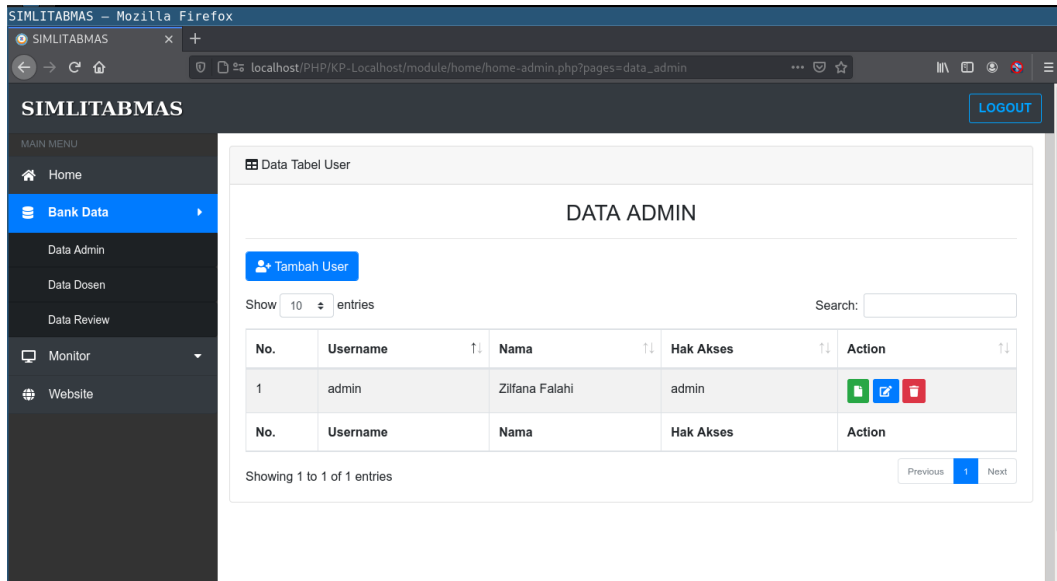 SIMLITABMAS — Mozilla Firefox
SIMLITABMAS
localhost/PHP/KP-Localhost/module/home/home-admin.php?pages=data_admin
SIMLITABMAS
LOGOUT
MAIN MENU
Home
Bank Data
Data Admin
Data Dosen
Data Review
Monitor
Website
Data Tabel User
DATA ADMIN
Tambah User
Show 10 entries
Search:
No. Username Nama Hak Akses Action
1 admin Zilfana Falahi admin
No. Username Nama Hak Akses Action
Showing 1 to 1 of 1 entries
Previous 1 Next